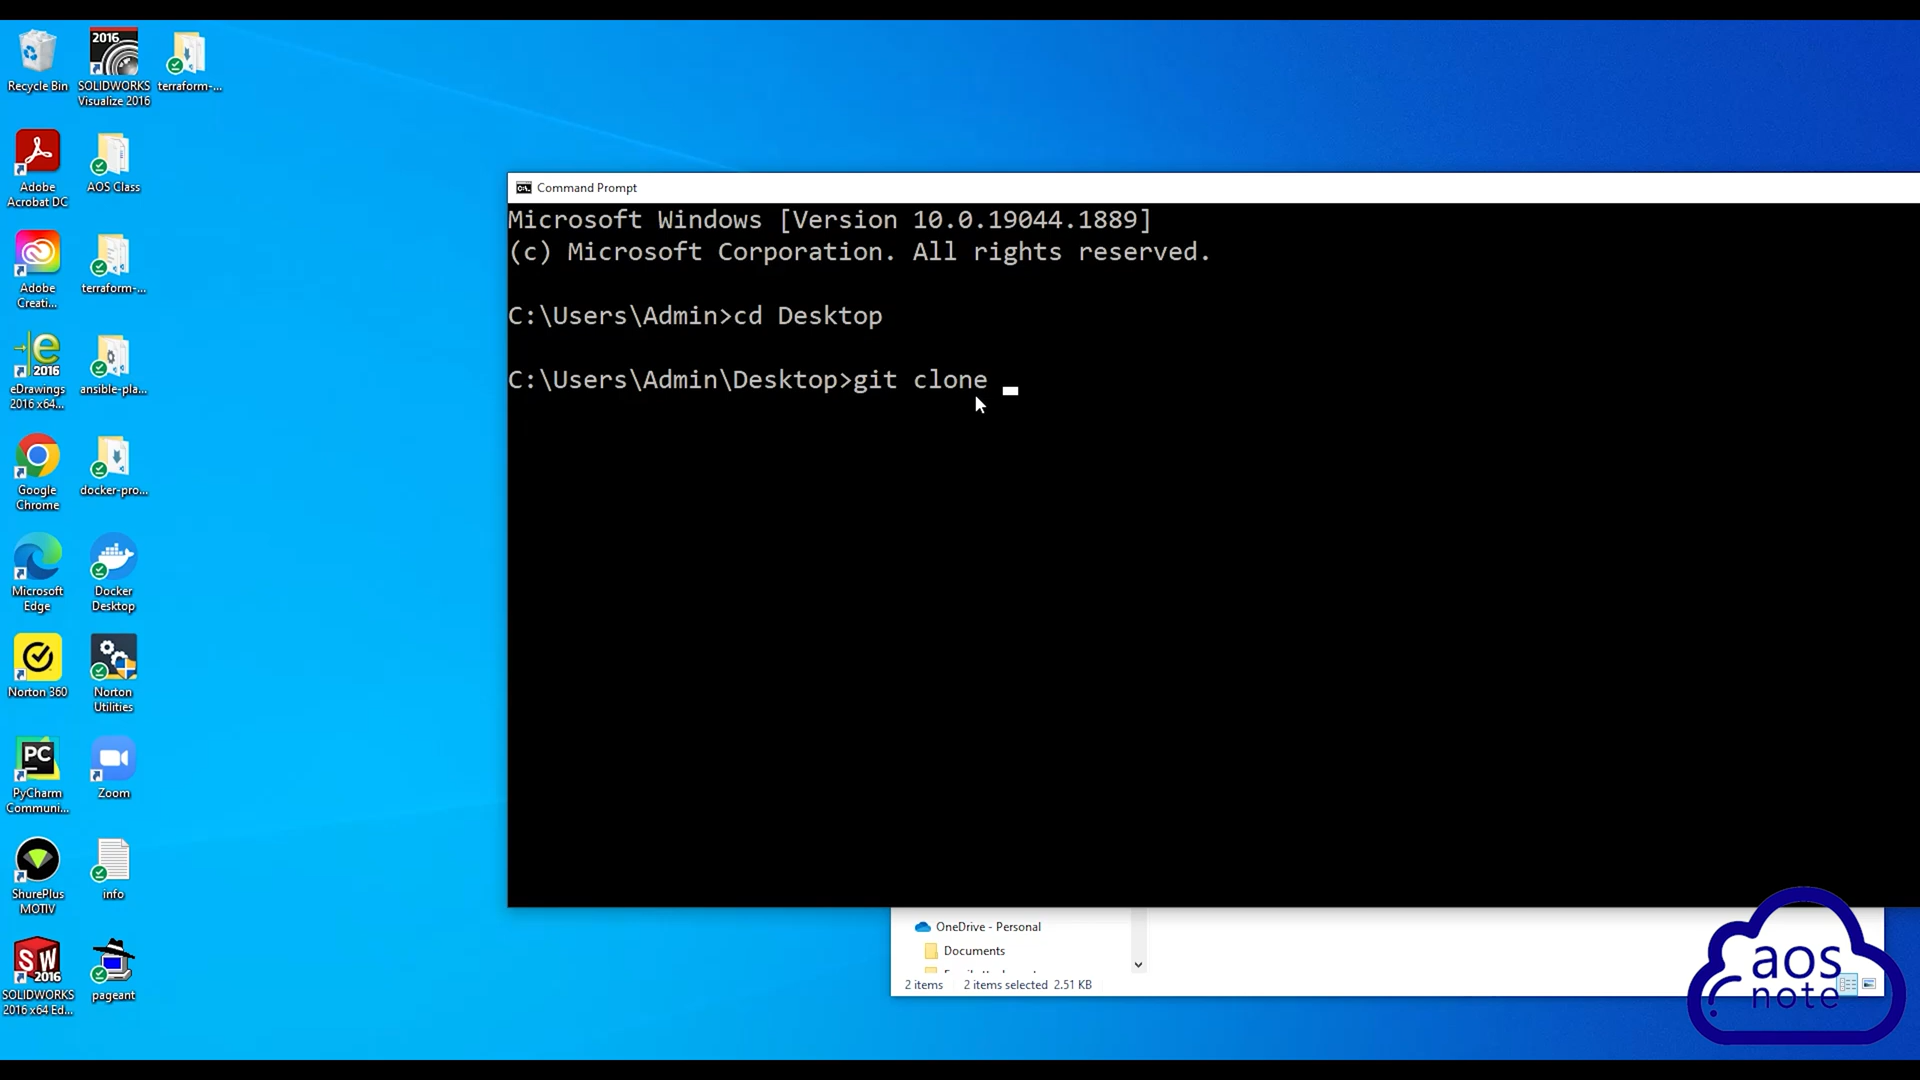 Recycle Bin
2016
SOLIDWORKS
Visualize 2016
terraform-...
Adobe
Acrobat DC
AOS Class
Adobe
Creati...
terraform-...
2016
eDrawings
2016 x64...
ansible-pla...
Google
Chrome
docker-pro...
Microsoft
Edge
Docker
Desktop
Norton 360
Norton
Utilities
PC
PyCharm
Communi...
Zoom
ShurePlus
MOTIV
info
SW
2016
SOLIDWORKS
2016 x64 Ed...
pageant
Command Prompt
Microsoft Windows [Version 10.0.19044.1889]
(c) Microsoft Corporation. All rights reserved.
C:\Users\Admin>cd Desktop
C:\Users\Admin\Desktop>git clone
OneDrive - Personal
Documents
2 items 2 items selected 2.51 KB
aos
note